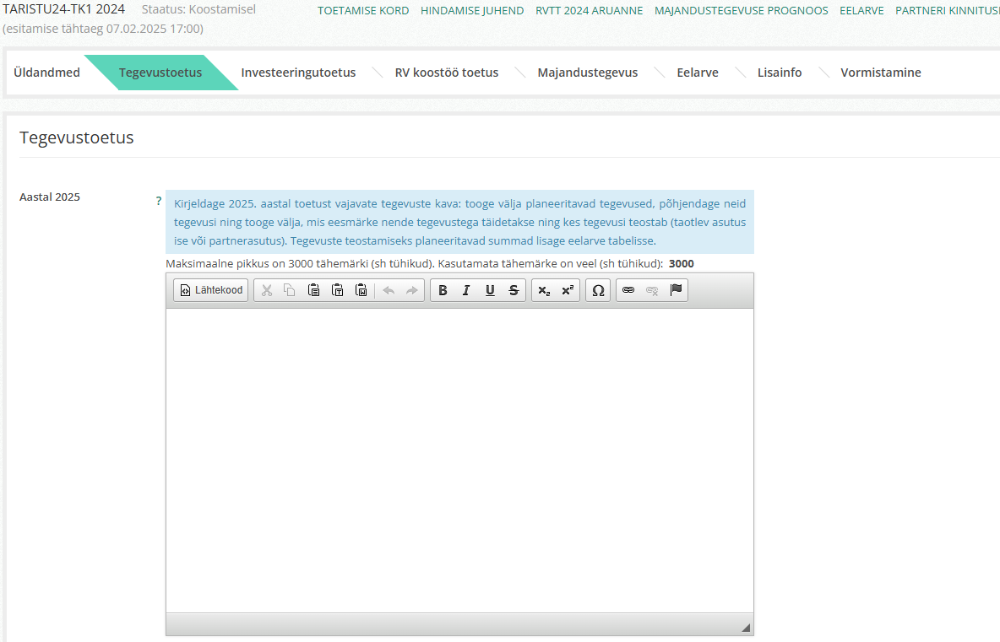 TARISTU24-TK1 2024 Staatus: Koostamisel TOETAMISE KORD HINDAMISE JUHEND RVTT 2024 ARUANNE MAJANDUSTEGEVUSE PROGNOOS EELARVE PARTNERI KINNITUS
(esitamise tähtaeg 07.02.2025 17:00)
Üldandmed Tegevustoetus Investeeringutoetus RV koostöö toetus Majandustegevus Eelarve Lisainfo Vormistamine
Tegevustoetus
Aastal 2025 ? Kirjeldage 2025. aastal toetust vajavate tegevuste kava: tooge välja planeeritavad tegevused, põhjendage neid
tegevusi ning tooge välja, mis eesmärke nende tegevustega täidetakse ning kes tegevusi teostab (taotlev asutus
ise või partnerasutus). Tegevuste teostamiseks planeeritavad summad lisage eelarve tabelisse.
Maksimaalne pikkus on 3000 tähemärki (sh tühikud). Kasutamata tähemärke on veel (sh tühikud): 3000
Lähtekood B I U S x₂ x² Ω